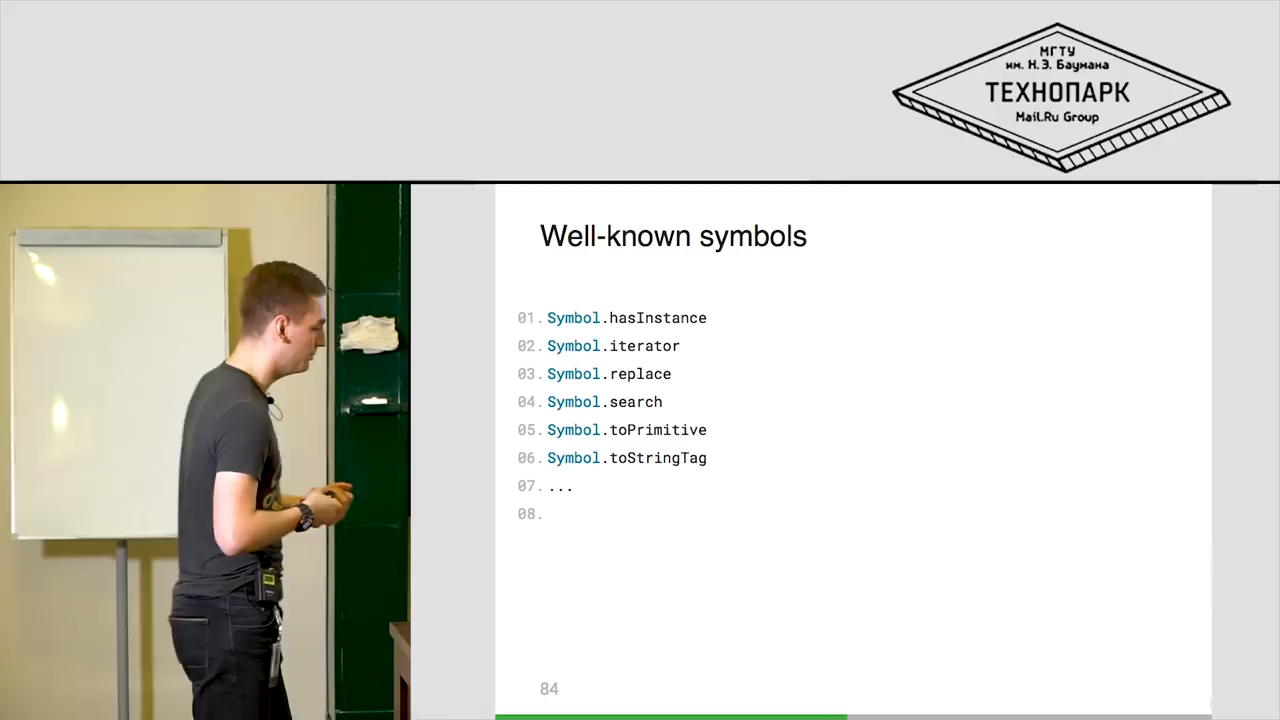 МГТУ
им. Н.Э. Баумана
ТЕХНОПАРК
Mail.Ru Group
Well-known symbols
01. Symbol.hasInstance
02. Symbol.iterator
03. Symbol.replace
04. Symbol.search
05. Symbol.toPrimitive
06. Symbol.toStringTag
07. ...
08.
84